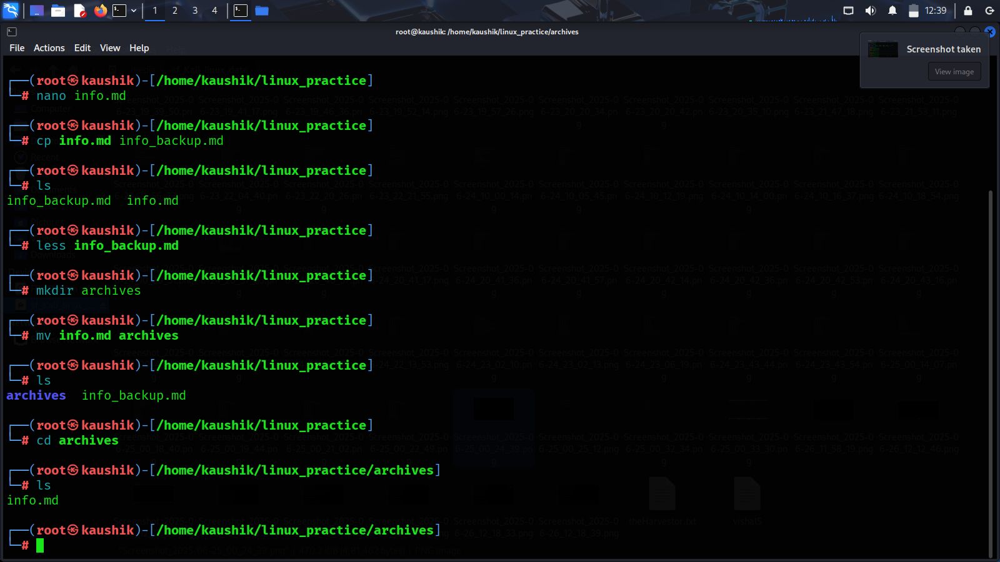 1 2 3 4 12:39
root@kaushik: /home/kaushik/linux_practice/archives
File Actions Edit View Help
Screenshot taken
View image
┌──(root㉿kaushik)-[/home/kaushik/linux_practice]
└─# nano info.md
┌──(root㉿kaushik)-[/home/kaushik/linux_practice]
└─# cp info.md info_backup.md
┌──(root㉿kaushik)-[/home/kaushik/linux_practice]
└─# ls
info_backup.md  info.md
┌──(root㉿kaushik)-[/home/kaushik/linux_practice]
└─# less info_backup.md
┌──(root㉿kaushik)-[/home/kaushik/linux_practice]
└─# mkdir archives
┌──(root㉿kaushik)-[/home/kaushik/linux_practice]
└─# mv info.md archives
┌──(root㉿kaushik)-[/home/kaushik/linux_practice]
└─# ls
archives  info_backup.md
┌──(root㉿kaushik)-[/home/kaushik/linux_practice]
└─# cd archives
┌──(root㉿kaushik)-[/home/kaushik/linux_practice/archives]
└─# ls
info.md
┌──(root㉿kaushik)-[/home/kaushik/linux_practice/archives]
└─#